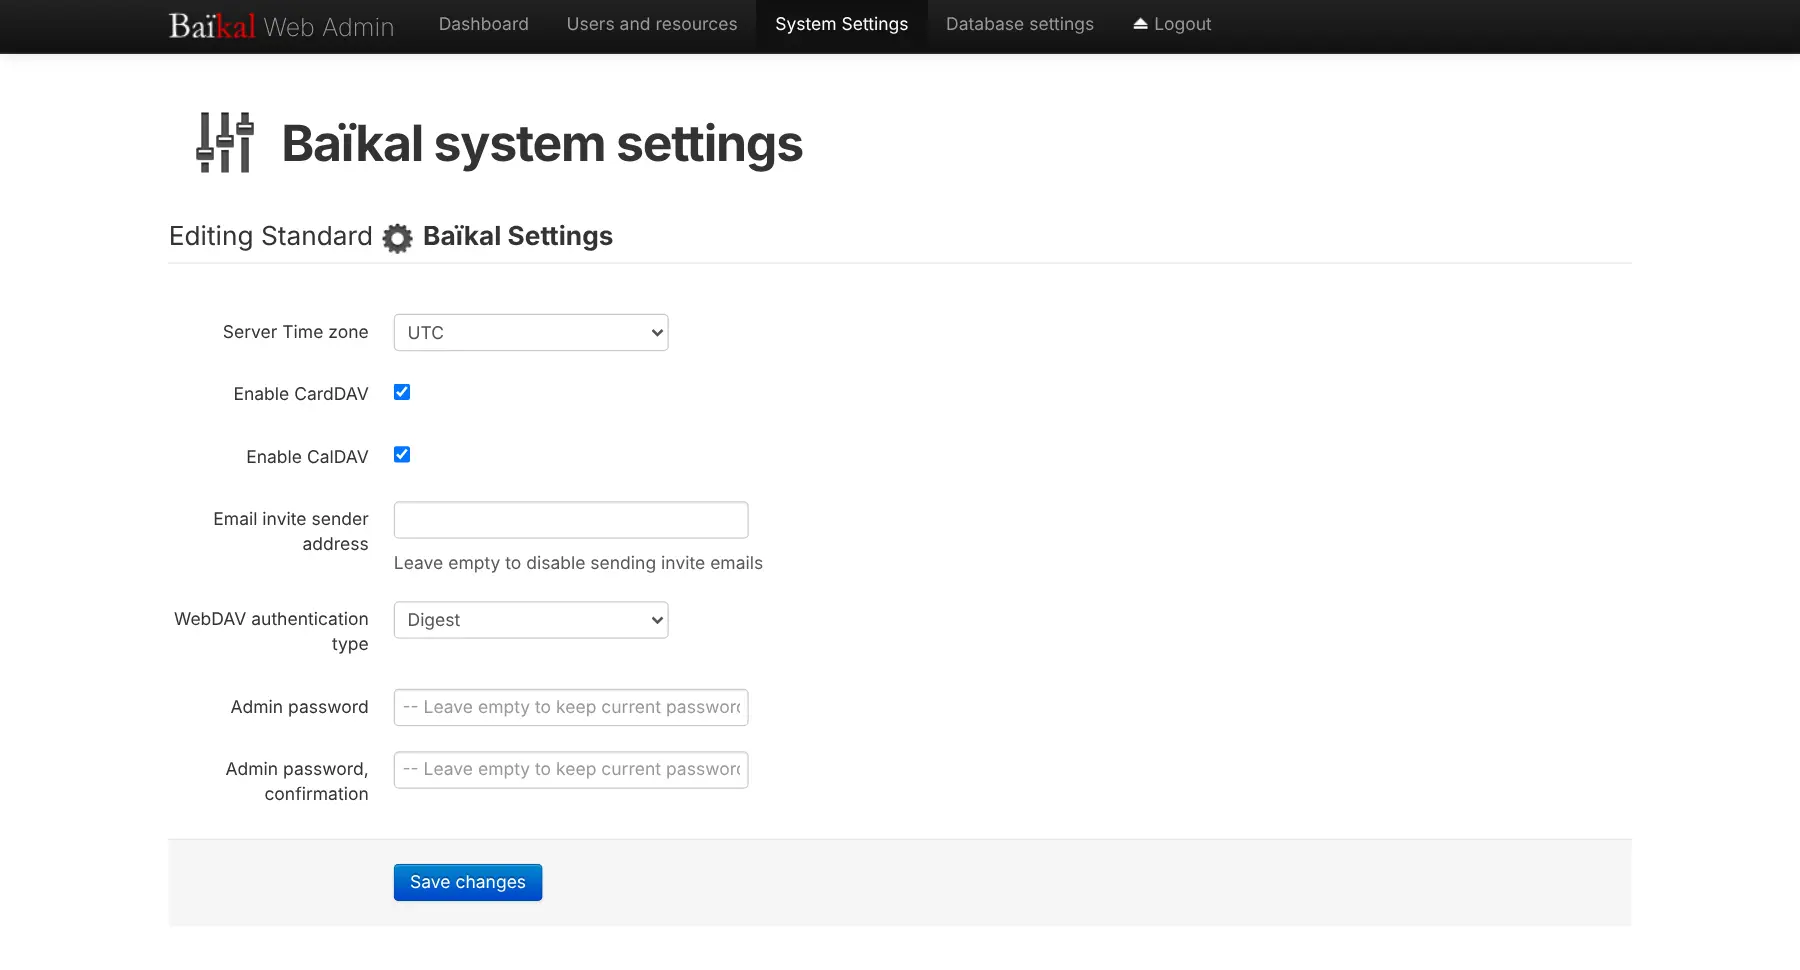 Baïkal Web Admin Dashboard Users and resources System Settings Database settings Logout
Baïkal system settings
Editing Standard Baïkal Settings
Server Time zone UTC
Enable CardDAV
Enable CalDAV
Email invite sender
address
Leave empty to disable sending invite emails
WebDAV authentication
type
Digest
Admin password -- Leave empty to keep current password
Admin password,
confirmation
-- Leave empty to keep current password
Save changes